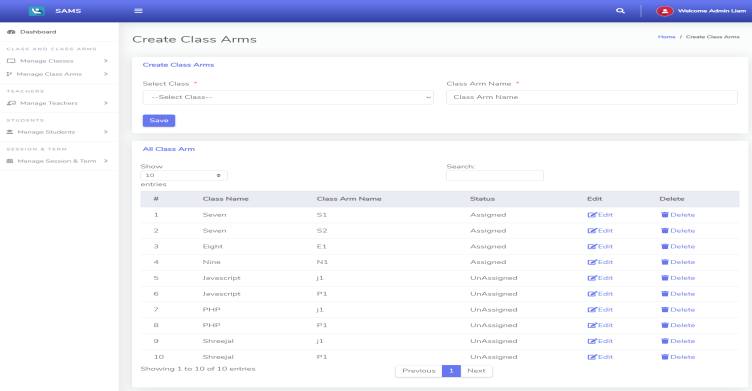 SAMS
Welcome Admin Liam
Dashboard
CLASS AND CLASS ARMS
Manage Classes
Manage Class Arms
TEACHERS
Manage Teachers
STUDENTS
Manage Students
SESSION & TERM
Manage Session & Term
Create Class Arms
Home / Create Class Arms
Create Class Arms
Select Class * Class Arm Name *
--Select Class-- Class Arm Name
Save
All Class Arm
Show Search:
10
entries
# Class Name Class Arm Name Status Edit Delete
1 Seven S1 Assigned Edit Delete
2 Seven S2 Assigned Edit Delete
3 Eight E1 Assigned Edit Delete
4 Nine N1 Assigned Edit Delete
5 Javascript j1 UnAssigned Edit Delete
6 Javascript P1 UnAssigned Edit Delete
7 PHP j1 UnAssigned Edit Delete
8 PHP P1 UnAssigned Edit Delete
9 Shreejal j1 UnAssigned Edit Delete
10 Shreejal P1 UnAssigned Edit Delete
Showing 1 to 10 of 10 entries
Previous 1 Next